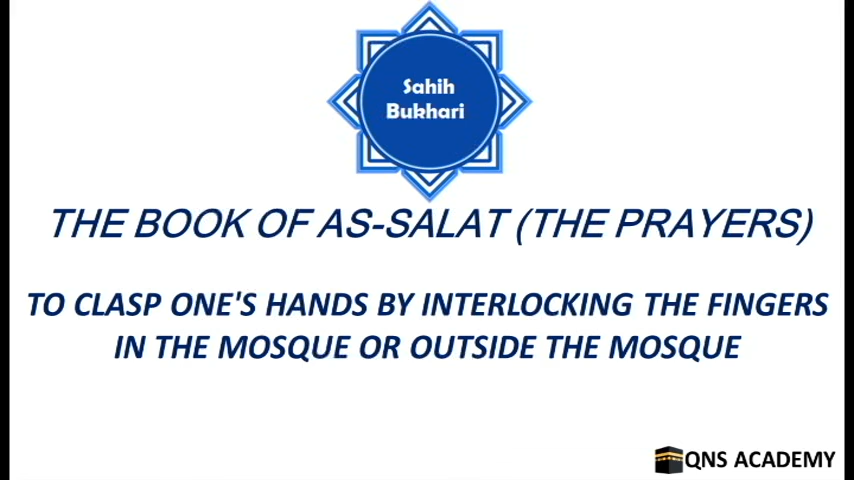 Sahih
Bukhari
THE BOOK OF AS-SALAT (THE PRAYERS)
TO CLASP ONE'S HANDS BY INTERLOCKING THE FINGERS
IN THE MOSQUE OR OUTSIDE THE MOSQUE
QNS ACADEMY